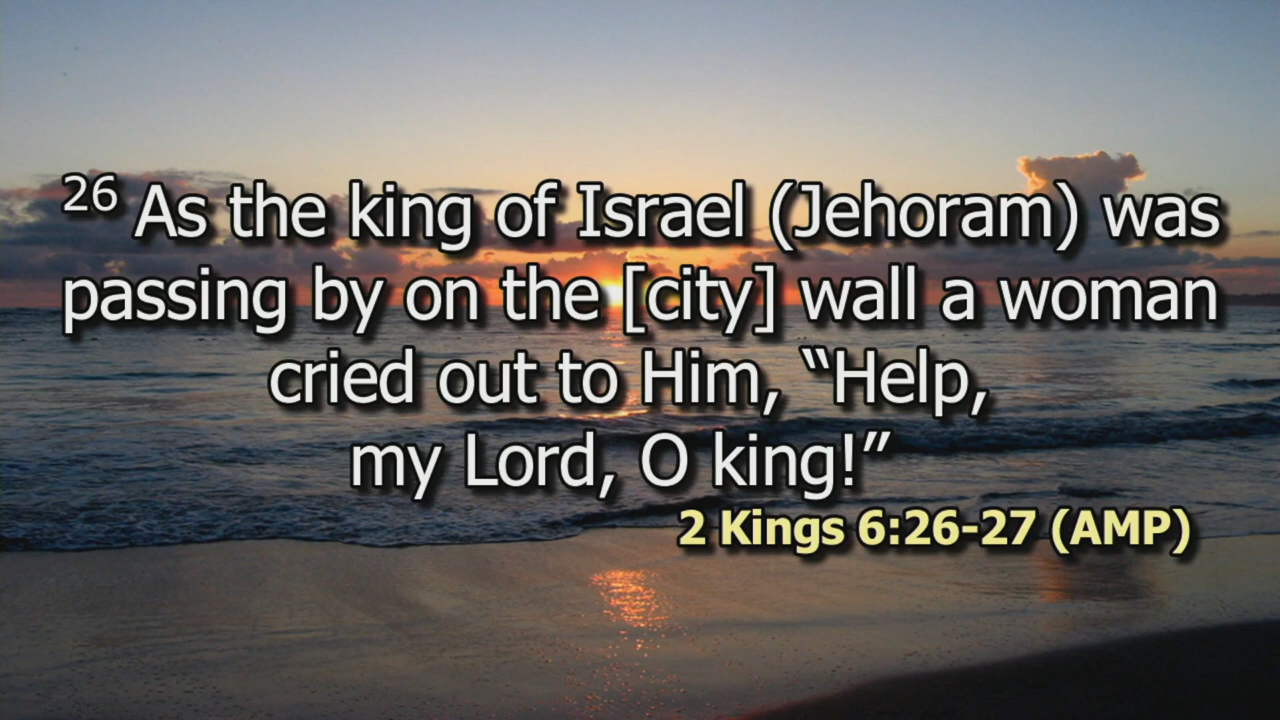 26 As the king of Israel (Jehoram) was
passing by on the [city] wall a woman
cried out to Him, “Help,
my Lord, O king!”
2 Kings 6:26-27 (AMP)